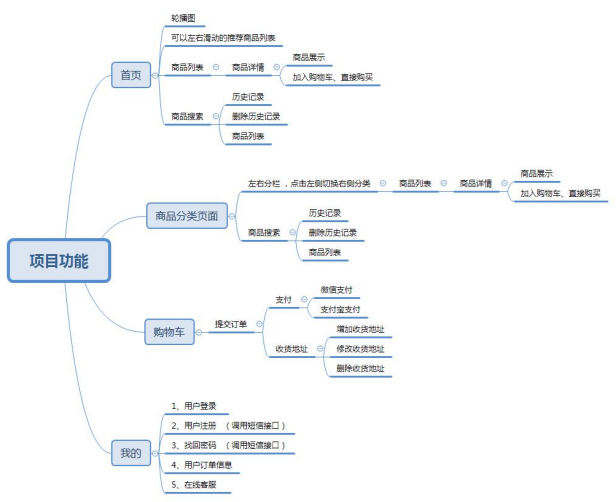 项目功能
首页
轮播图
可以左右滑动的推荐商品列表
商品列表
商品详情
商品展示
加入购物车、直接购买
商品搜索
历史记录
删除历史记录
商品列表
商品分类页面
左右分栏 ，点击左侧切换右侧分类
商品列表
商品详情
商品展示
加入购物车、直接购买
商品搜索
历史记录
删除历史记录
商品列表
购物车
提交订单
支付
微信支付
支付宝支付
收货地址
增加收货地址
修改收货地址
删除收货地址
我的
1、用户登录
2、用户注册 （调用短信接口）
3、找回密码 （调用短信接口）
4、用户订单信息
5、在线客服